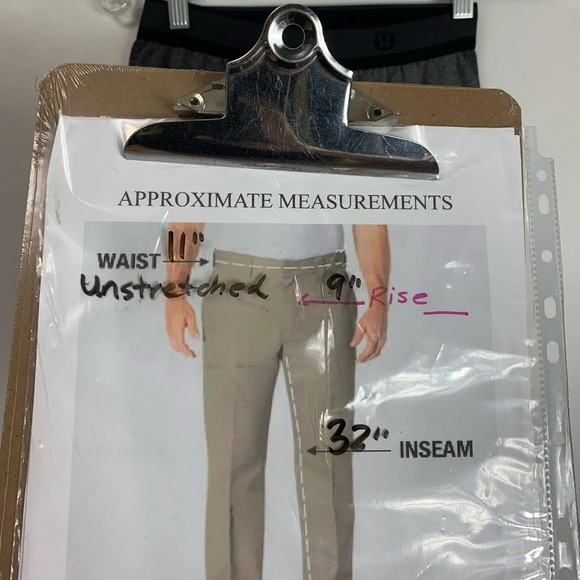 APPROXIMATE MEASUREMENTS
WAIST 11"
Unstretched
9" Rise
32" INSEAM